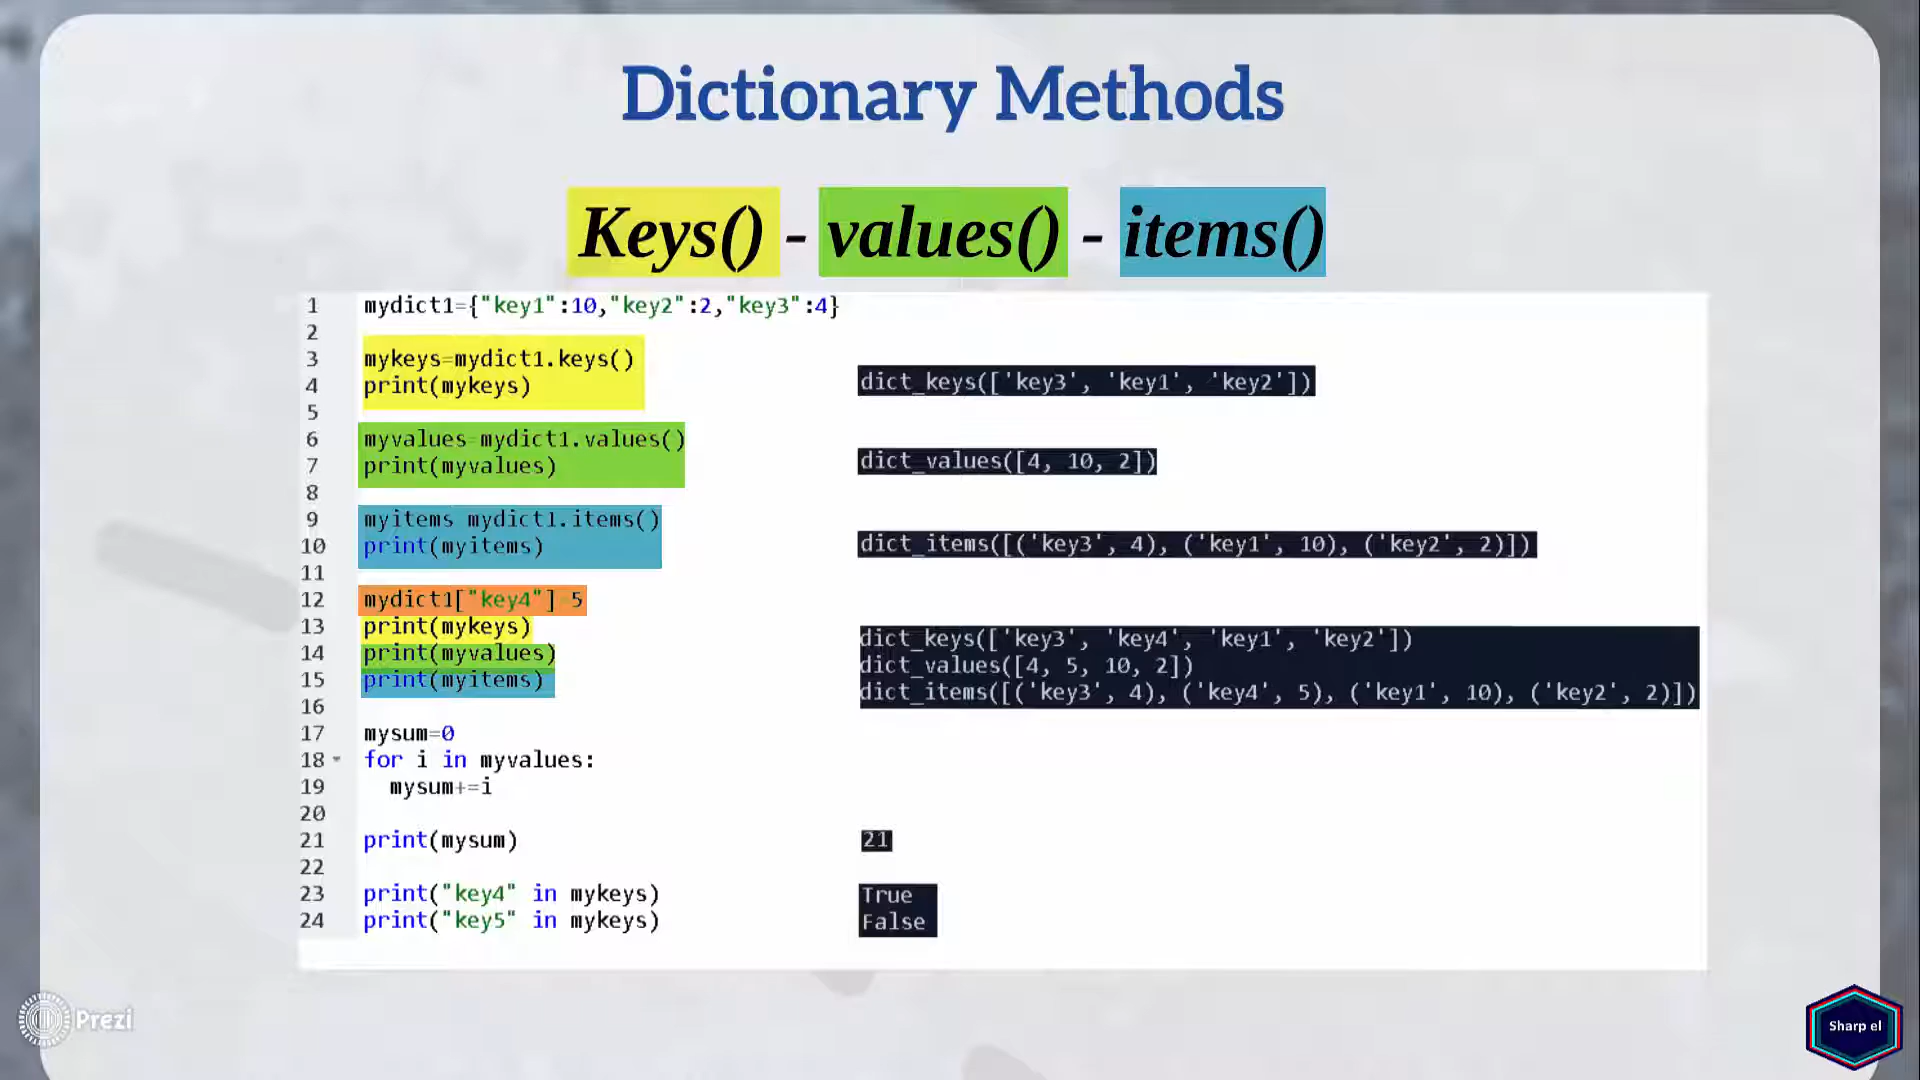 Dictionary Methods
Keys() - values() - items()
1 mydict1={"key1":10,"key2":2,"key3":4}
2
3 mykeys=mydict1.keys()
4 print(mykeys)
dict_keys(['key3', 'key1', 'key2'])
5
6 myvalues=mydict1.values()
7 print(myvalues)
dict_values([4, 10, 2])
8
9 myitems mydict1.items()
10 print(myitems)
dict_items([('key3', 4), ('key1', 10), ('key2', 2)])
11
12 mydict1["key4"] 5
13 print(mykeys)
dict_keys(['key3', 'key4', 'key1', 'key2'])
14 print(myvalues)
dict_values([4, 5, 10, 2])
15 print(myitems)
dict_items([('key3', 4), ('key4', 5), ('key1', 10), ('key2', 2)])
16
17 mysum=0
18 for i in myvalues:
19 mysum+=i
20
21 print(mysum)
21
22
23 print("key4" in mykeys)
True
24 print("key5" in mykeys)
False
Prezi
Sharp el